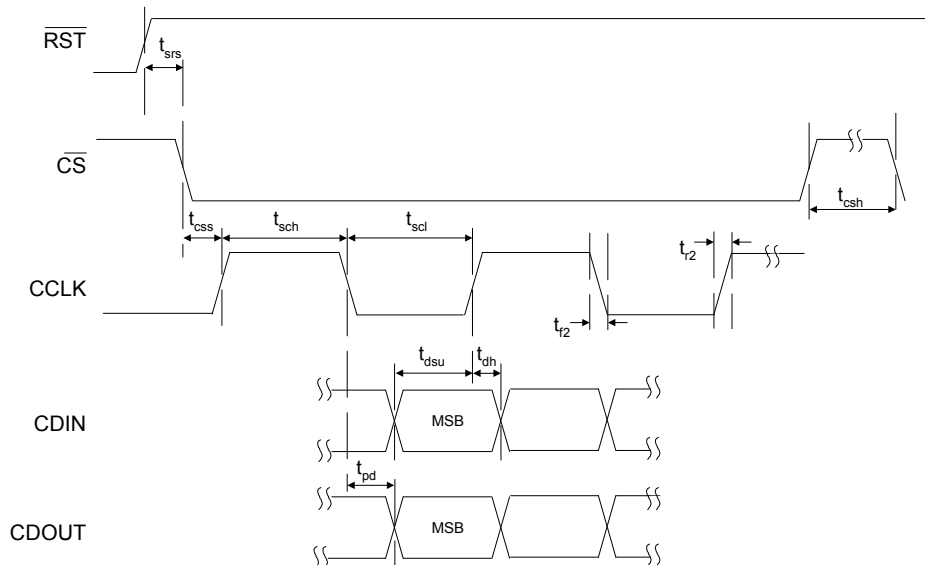 RST
t_srs
CS
t_csh
t_css t_sch t_scl
t_r2
CCLK
t_f2
t_dsu t_dh
CDIN MSB
t_pd
CDOUT MSB